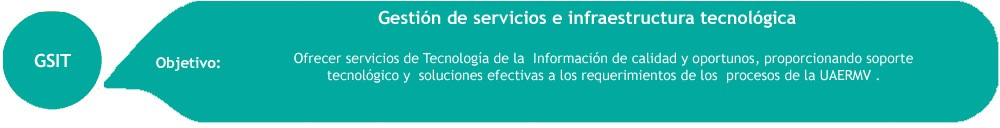 Gestión de servicios e infraestructura tecnológica
GSIT
Objetivo:
Ofrecer servicios de Tecnología de la Información de calidad y oportunos, proporcionando soporte
tecnológico y soluciones efectivas a los requerimientos de los procesos de la UAERMV .